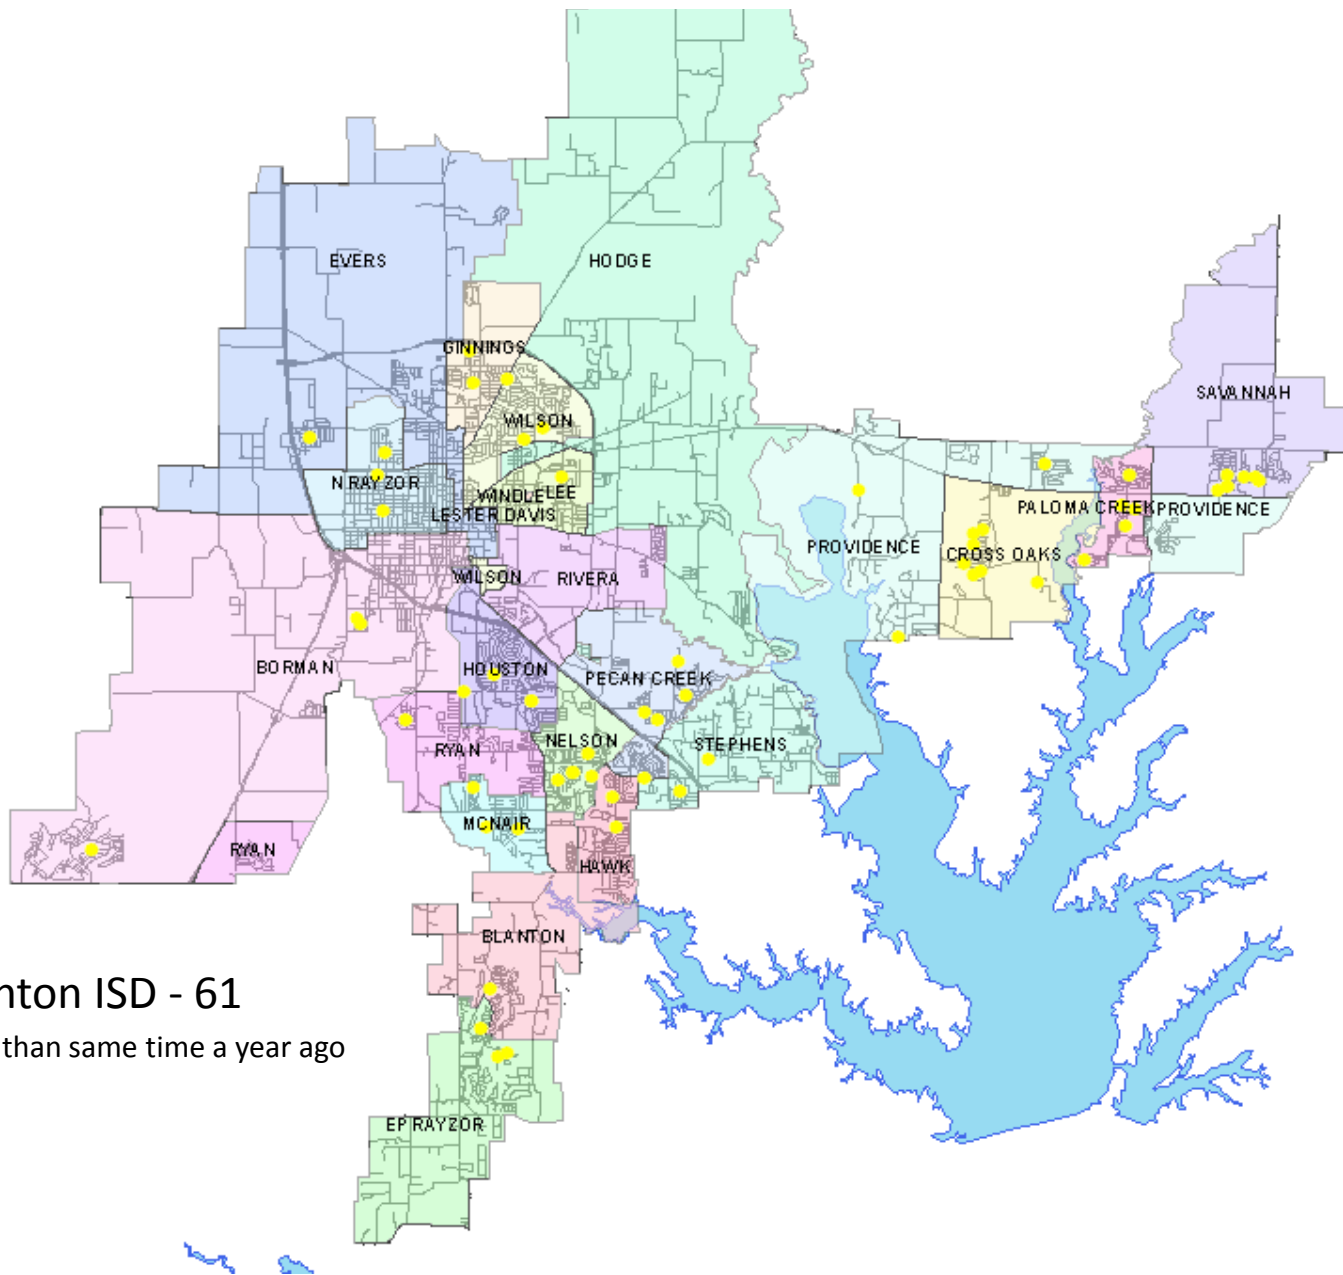 EVERS
HODGE
GINNINGS
SAVANNAH
WILSON
N RAYZOR
WINDLE LEE
LESTER DAVIS
PALOMA CREEK PROVIDENCE
PROVIDENCE
CROSS OAKS
WILSON
RIVERA
BORMAN
HOUSTON
PECAN CREEK
RYAN
NELSON
STEPHENS
MCNAIR
RYAN
HAWK
BLANTON
nton ISD - 61
than same time a year ago
EP RAYZOR